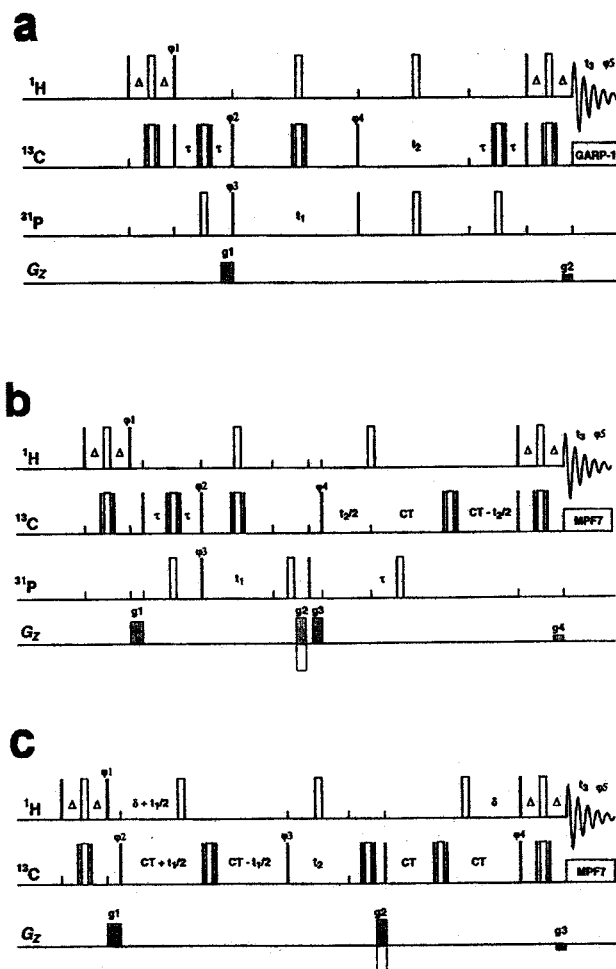 a
φ1 t3 φ5
1H Δ Δ Δ Δ
φ2 φ4
13C τ τ t2 τ τ GARP-1
φ3
31P t1
g1 g2
Gz
b
φ1 t3 φ5
1H Δ Δ Δ Δ
φ2 φ4
13C τ τ t2/2 CT CT - t2/2 MPF7
φ3
31P t1 τ
g1 g2 g3 g4
Gz
c
φ1 t3 φ5
1H Δ Δ δ + t1/2 δ Δ Δ
φ2 φ3 φ4
13C CT + t1/2 CT - t1/2 t2 CT CT MPF7
g1 g2 g3
Gz